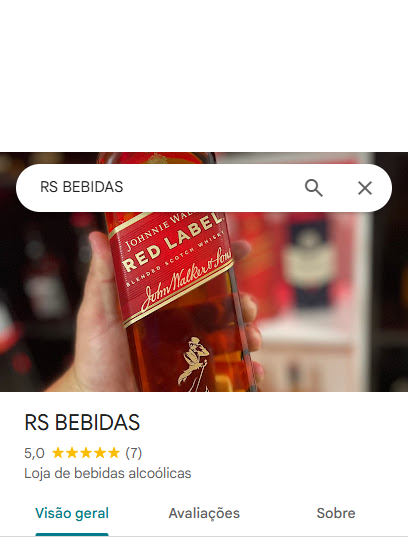 RS BEBIDAS
JOHNNIE WAL
RED LABEL
BLENDED SCOTCH WHISKY
John Walker & Sons
RS BEBIDAS
5,0 ★★★★★ (7)
Loja de bebidas alcoólicas
Visão geral Avaliações Sobre